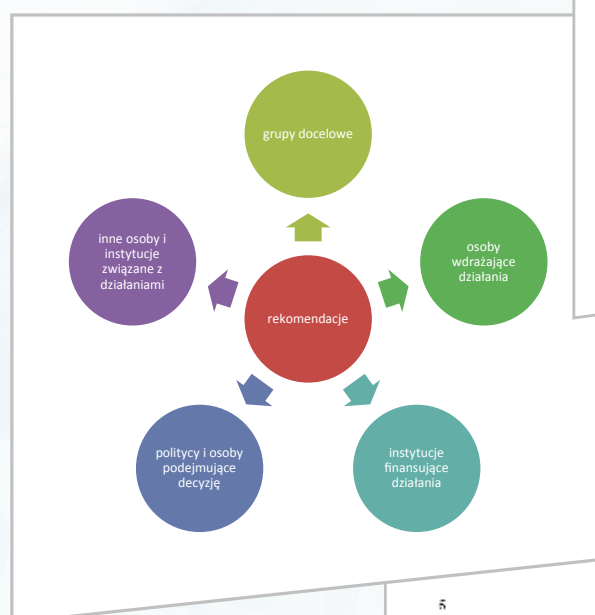 grupy docelowe
inne osoby i
instytucje
związane z
działaniami
osoby
wdrażające
działania
rekomendacje
politycy i osoby
podejmujące
decyzję
instytucje
finansujące
działania
5